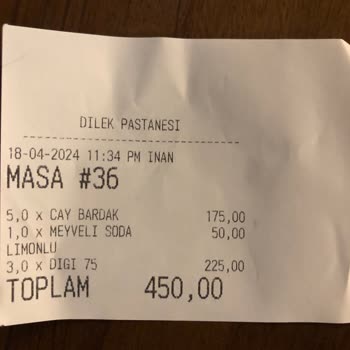 DILEK PASTANESI
------------------------------
18-04-2024 11:34 PM INAN
MASA #36
5,0 x CAY BARDAK 175,00
1,0 x MEYVELI SODA 50,00
LIMONLU
3,0 x DIGI 75 225,00
TOPLAM 450,00